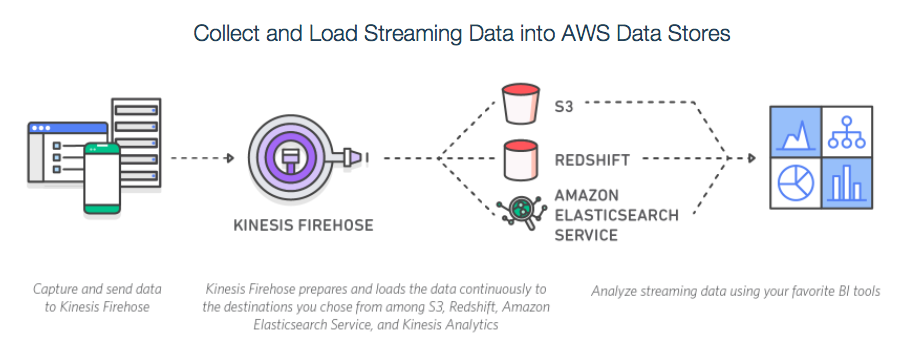 Collect and Load Streaming Data into AWS Data Stores
S3
REDSHIFT
AMAZON
ELASTICSEARCH
SERVICE
KINESIS FIREHOSE
Capture and send data
to Kinesis Firehose
Kinesis Firehose prepares and loads the data continuously to
the destinations you chose from among S3, Redshift, Amazon
Elasticsearch Service, and Kinesis Analytics
Analyze streaming data using your favorite BI tools